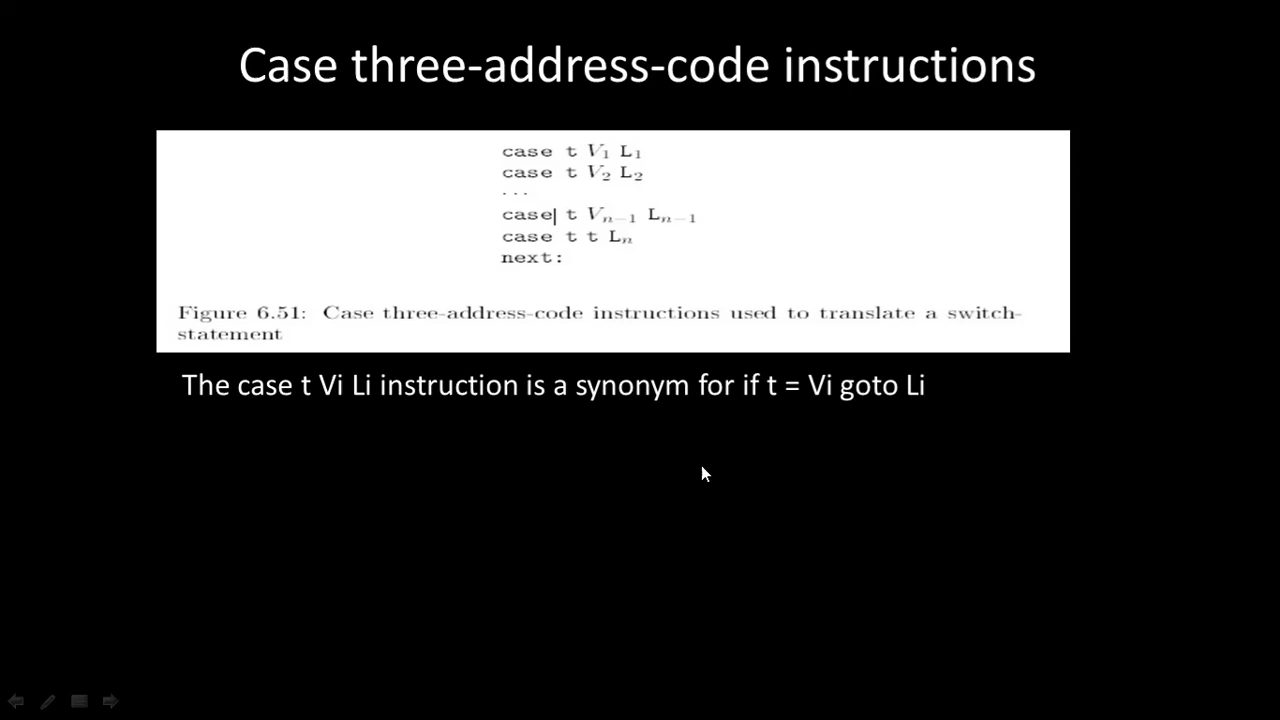 Case three-address-code instructions
case t V₁ L₁
case t V₂ L₂
...
case t Vₙ₋₁ Lₙ₋₁
case t t Lₙ
next:
Figure 6.51: Case three-address-code instructions used to translate a switch-
statement
The case t Vi Li instruction is a synonym for if t = Vi goto Li